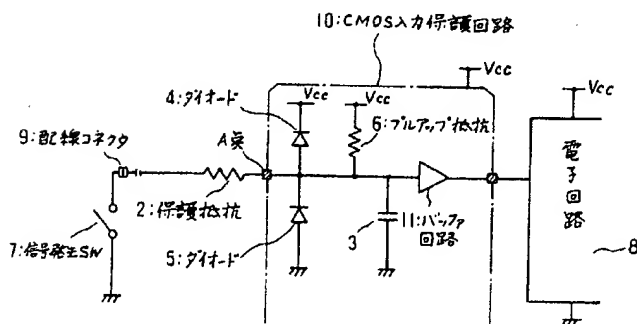 10:CMOS入力保護回路
Vcc
4:ダイオード
Vcc
Vcc
Vcc
6:プルアップ抵抗
9:配線コネクタ
A点
2:保護抵抗
7:信号発生SW
5:ダイオード
3
11:バッファ
回路
電子回路
8